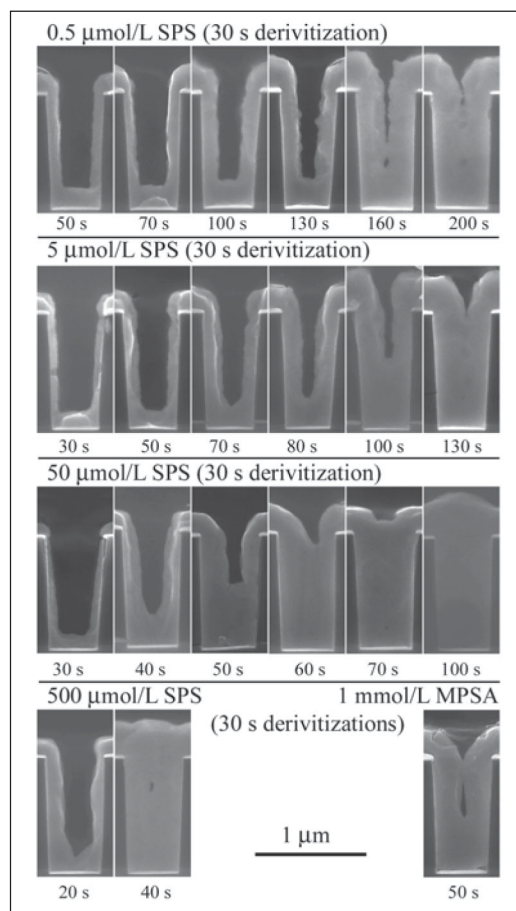 0.5 μmol/L SPS (30 s derivitization)
50 s 70 s 100 s 130 s 160 s 200 s
5 μmol/L SPS (30 s derivitization)
30 s 50 s 70 s 80 s 100 s 130 s
50 μmol/L SPS (30 s derivitization)
30 s 40 s 50 s 60 s 70 s 100 s
500 μmol/L SPS 1 mmol/L MPSA
(30 s derivitizations)
1 μm
20 s 40 s 50 s